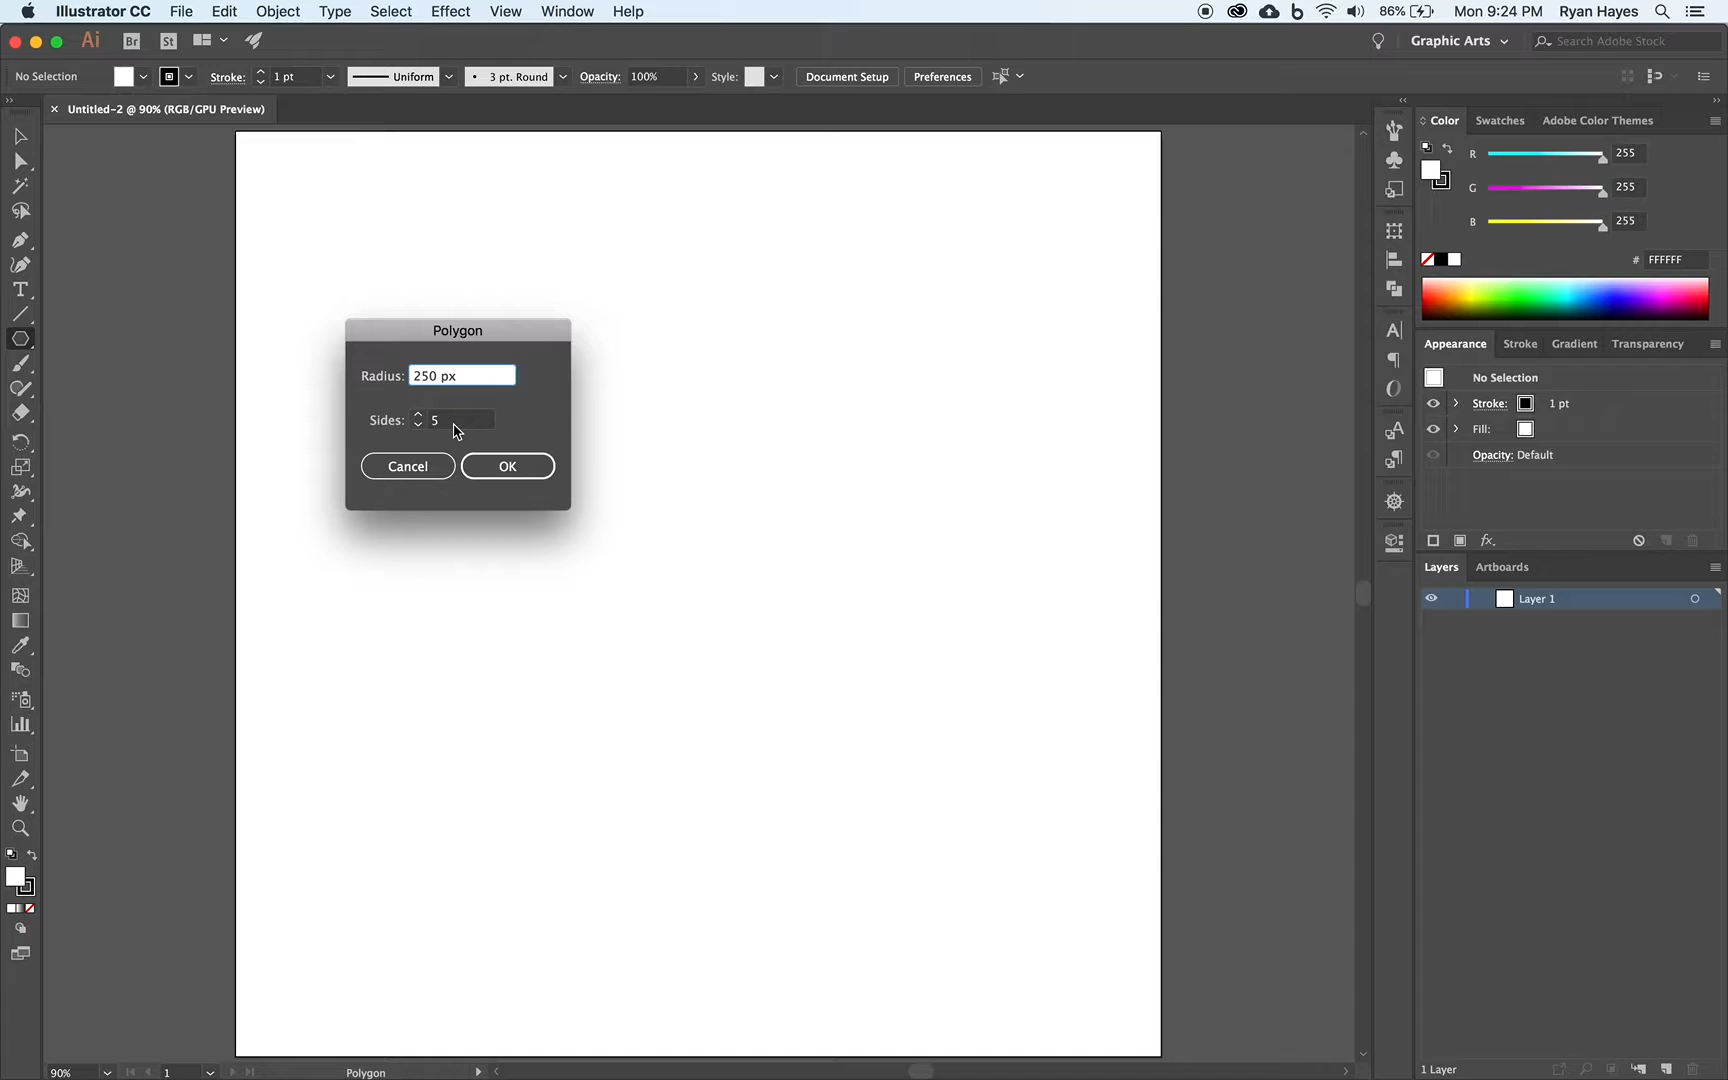 Illustrator CC File Edit Object Type Select Effect View Window Help 86% Mon 9:24 PM Ryan Hayes
Ai Br St Graphic Arts Search Adobe Stock
No Selection Stroke: 1 pt Uniform 3 pt. Round Opacity: 100% Style: Document Setup Preferences
Untitled-2 @ 90% (RGB/GPU Preview)
Color Swatches Adobe Color Themes
R 255
G 255
B 255
# FFFFFF
Polygon
Radius: 250 px
Sides: 5
Cancel OK
Appearance Stroke Gradient Transparency
No Selection
Stroke: 1 pt
Fill:
Opacity: Default
fx.
Layers Artboards
Layer 1
90% 1 Polygon
1 Layer